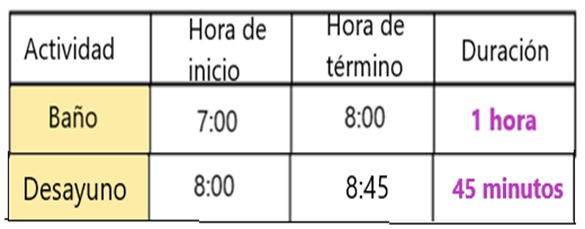 Actividad Hora de inicio Hora de término Duración
Baño 7:00 8:00 1 hora
Desayuno 8:00 8:45 45 minutos